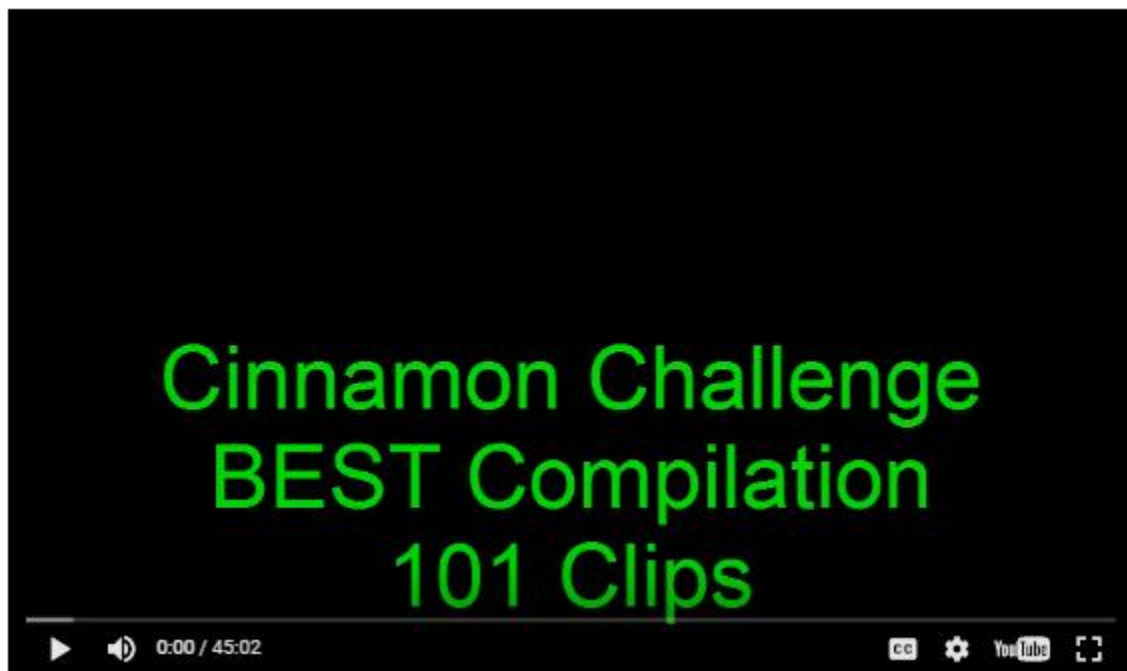 Cinnamon Challenge
BEST Compilation
101 Clips
0:00 / 45:02
CC
YouTube